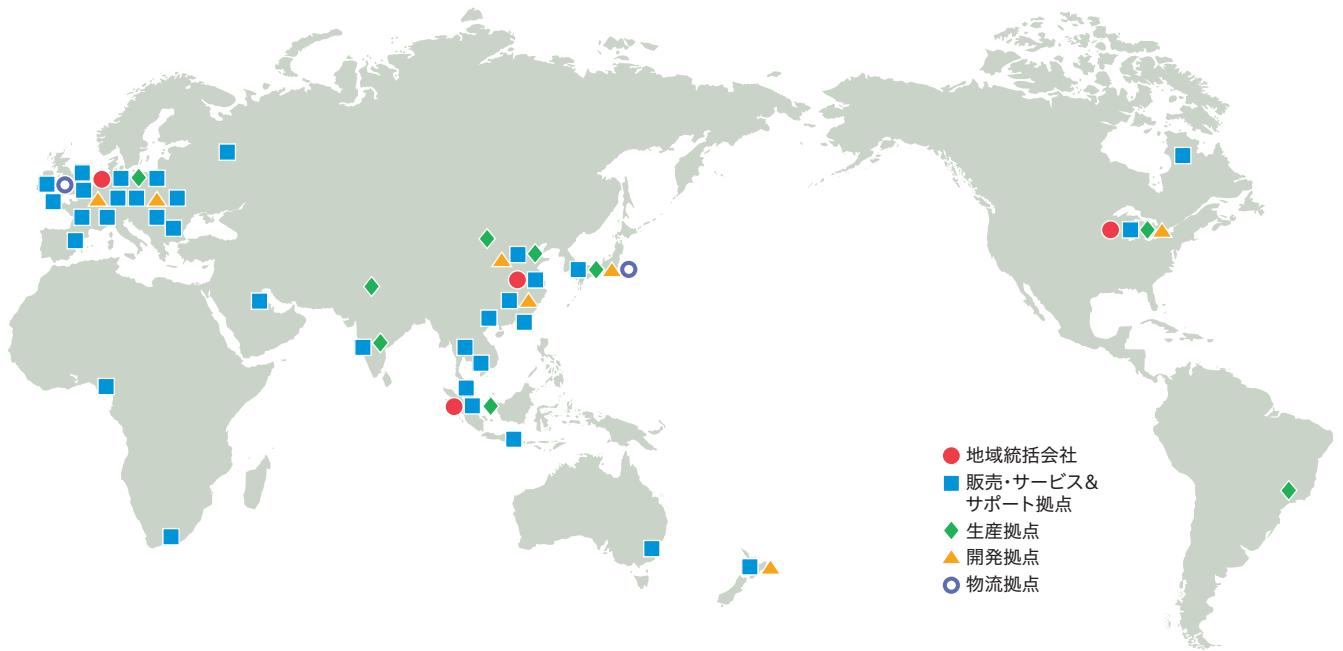 地域統括会社
販売・サービス&
サポート拠点
生産拠点
開発拠点
物流拠点